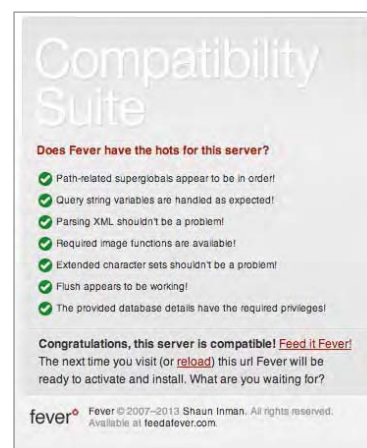 Compatibility
Suite
Does Fever have the hots for this server?
Path-related superglobals appear to be in order!
Query string variables are handled as expected!
Parsing XML shouldn't be a problem!
Required image functions are available!
Extended character sets shouldn't be a problem!
Flush appears to be working!
The provided database details have the required privileges!
Congratulations, this server is compatible! Feed it Fever!
The next time you visit (or reload) this url Fever will be
ready to activate and install. What are you waiting for?
fever° Fever © 2007–2013 Shaun Inman. All rights reserved.
Available at feedafever.com.